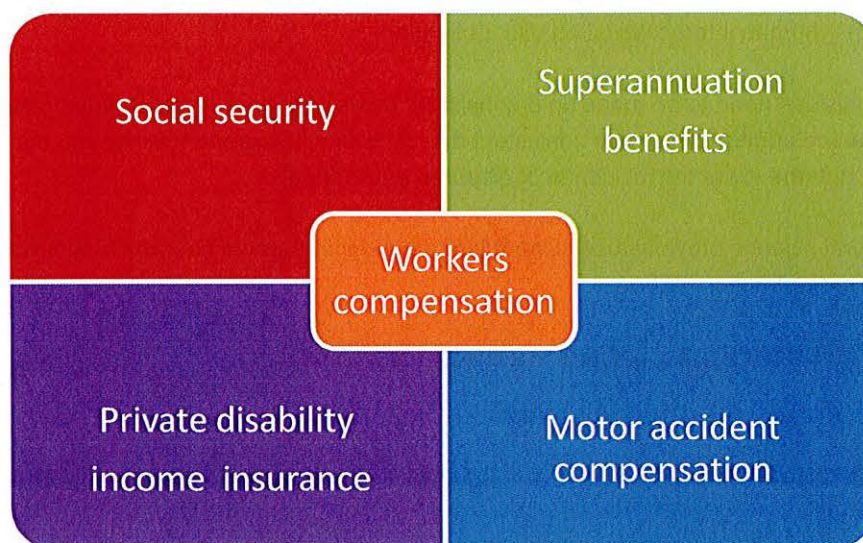 Social security
Superannuation
benefits
Workers
compensation
Private disability
income insurance
Motor accident
compensation